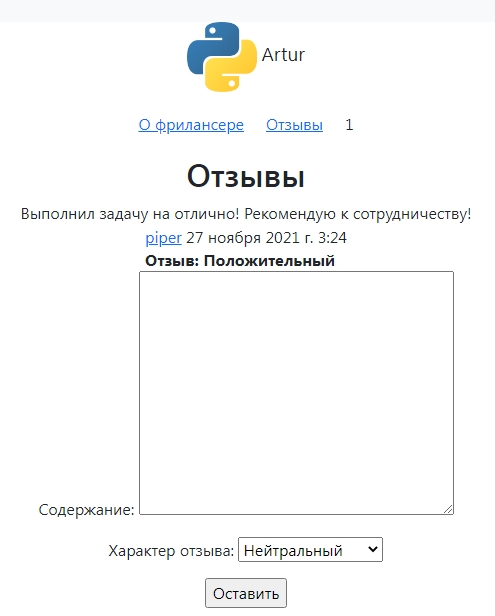 Artur
О фрилансере Отзывы 1
Отзывы
Выполнил задачу на отлично! Рекомендую к сотрудничеству!
piper 27 ноября 2021 г. 3:24
Отзыв: Положительный
Содержание:
Характер отзыва: Нейтральный
Оставить